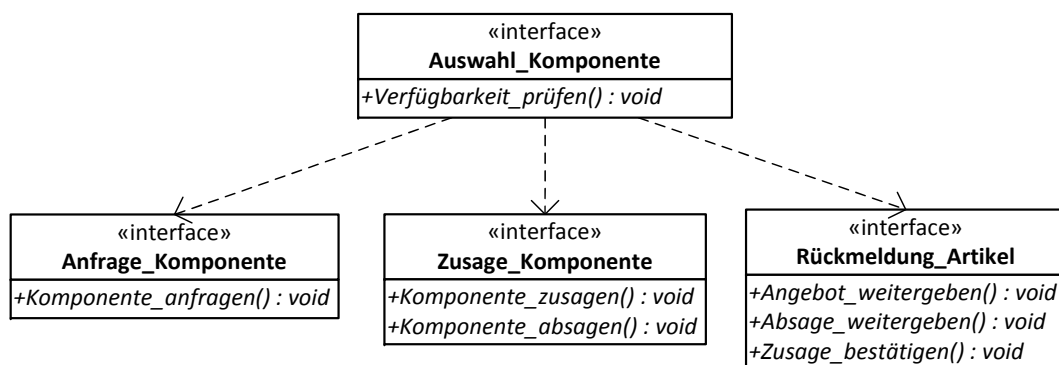 «interface»
Auswahl_Komponente
+Verfügbarkeit_prüfen() : void
«interface»
Anfrage_Komponente
+Komponente_anfragen() : void
«interface»
Zusage_Komponente
+Komponente_zusagen() : void
+Komponente_absagen() : void
«interface»
Rückmeldung_Artikel
+Angebot_weitergeben() : void
+Absage_weitergeben() : void
+Zusage_bestätigen() : void